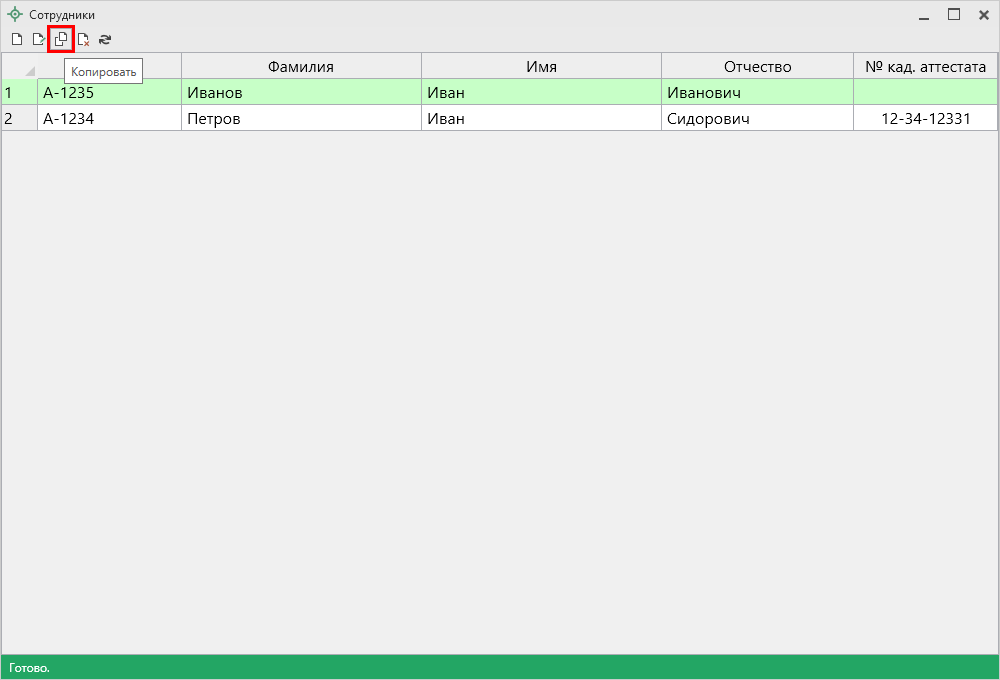 Сотрудники
Копировать
Фамилия Имя Отчество № кад. аттестата
1 А-1235 Иванов Иван Иванович
2 А-1234 Петров Иван Сидорович 12-34-12331
Готово.